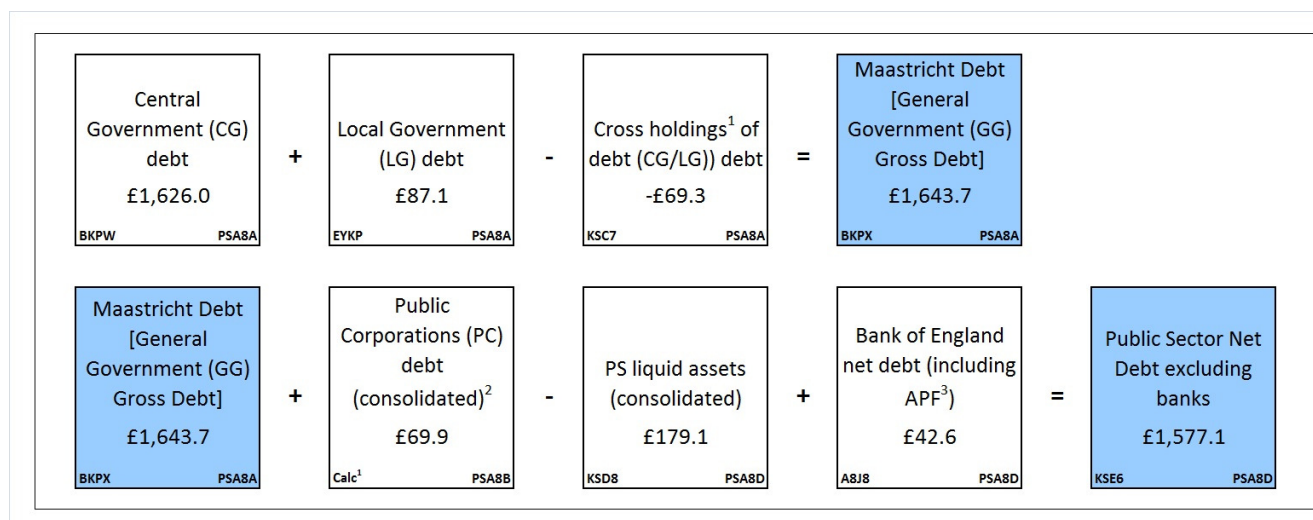 Central
Government (CG)
debt
£1,626.0
BKPW PSA8A
+
Local Government
(LG) debt
£87.1
EYKP PSA8A
-
Cross holdings¹ of
debt (CG/LG)) debt
-£69.3
KSC7 PSA8A
=
Maastricht Debt
[General
Government (GG)
Gross Debt]
£1,643.7
BKPX PSA8A
Maastricht Debt
[General
Government (GG)
Gross Debt]
£1,643.7
BKPX PSA8A
+
Public
Corporations (PC)
debt
(consolidated)²
£69.9
Calc¹ PSA8B
-
PS liquid assets
(consolidated)
£179.1
KSD8 PSA8D
+
Bank of England
net debt (including
APF³)
£42.6
A8J8 PSA8D
=
Public Sector Net
Debt excluding
banks
£1,577.1
KSE6 PSA8D